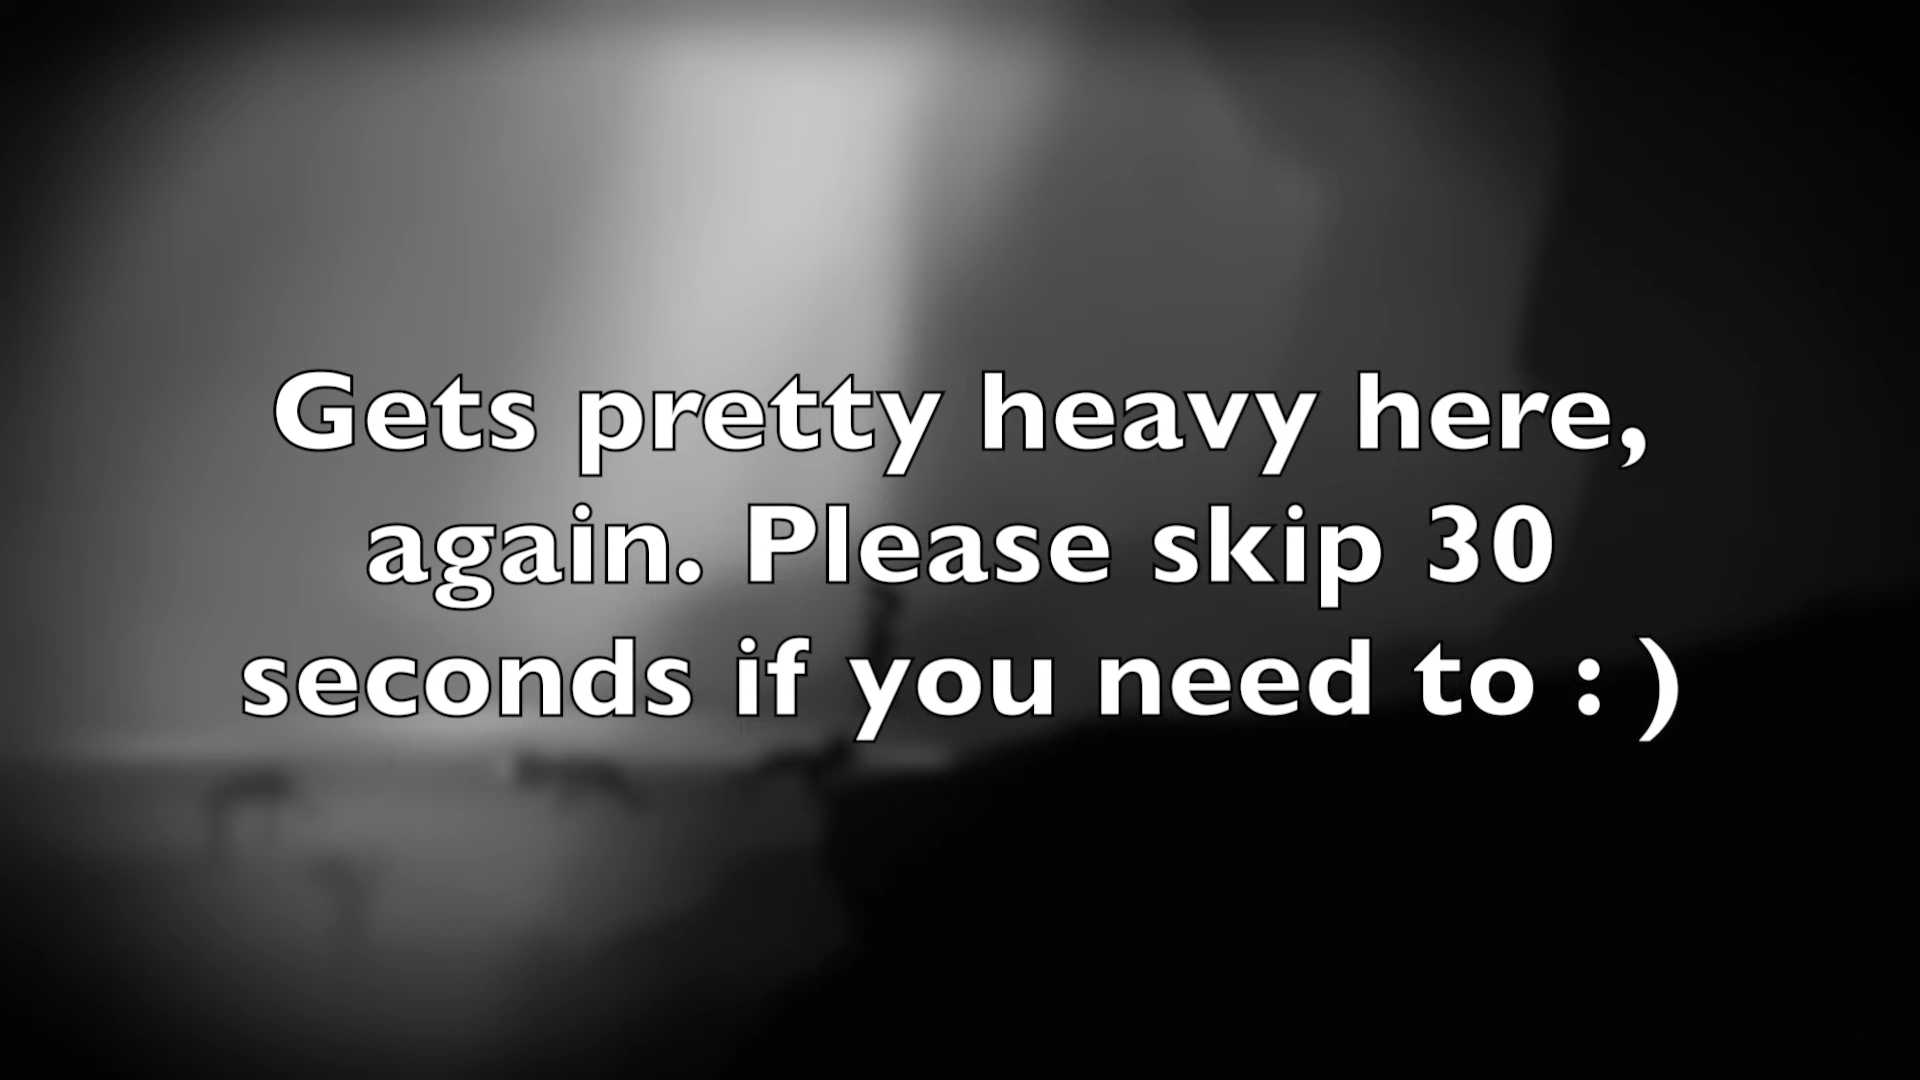 Gets pretty heavy here,
again. Please skip 30
seconds if you need to : )